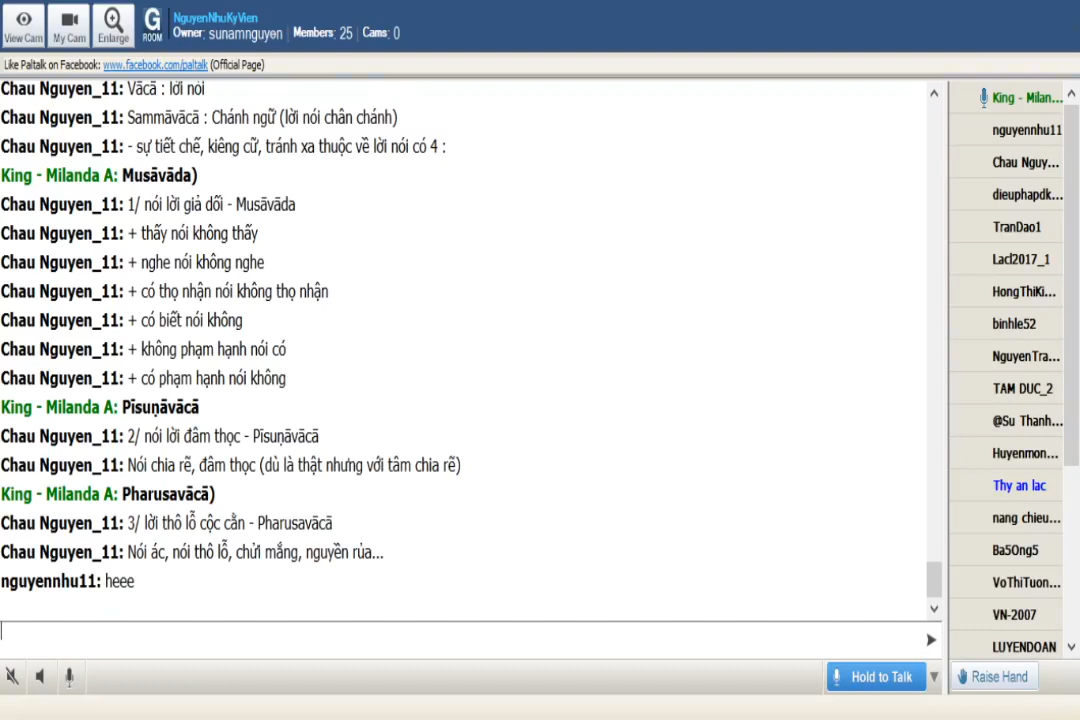 View Cam
My Cam
Enlarge
G
ROOM
NguyenNhuKyVien
Owner: sunamnguyen Members: 25 Cams: 0
Like Paltalk on Facebook: www.facebook.com/paltalk (Official Page)
Chau Nguyen_11: Vācā : lời nói
Chau Nguyen_11: Sammāvācā : Chánh ngữ (lời nói chân chánh)
Chau Nguyen_11: - sự tiết chế, kiêng cữ, tránh xa thuộc về lời nói có 4 :
King - Milanda A: Musāvāda)
Chau Nguyen_11: 1/ nói lời giả dối - Musāvāda
Chau Nguyen_11: + thấy nói không thấy
Chau Nguyen_11: + nghe nói không nghe
Chau Nguyen_11: + có thọ nhận nói không thọ nhận
Chau Nguyen_11: + có biết nói không
Chau Nguyen_11: + không phạm hạnh nói có
Chau Nguyen_11: + có phạm hạnh nói không
King - Milanda A: Pīsuṇāvācā
Chau Nguyen_11: 2/ nói lời đâm thọc - Pīsuṇāvācā
Chau Nguyen_11: Nói chia rẽ, đâm thọc (dù là thật nhưng với tâm chia rẽ)
King - Milanda A: Pharusavācā)
Chau Nguyen_11: 3/ lời thô lỗ cộc cằn - Pharusavācā
Chau Nguyen_11: Nói ác, nói thô lỗ, chửi mắng, nguyền rủa...
nguyennhu11: heee
King - Milan...
nguyennhu11
Chau Nguy...
dieuphapdk...
TranDao1
Lacl2017_1
HongThiKi...
binhle52
NguyenTra...
TAM DUC_2
@Su Thanh...
Huyenmon...
Thy an lac
nang chieu...
Ba5Ong5
VoThiTuon...
VN-2007
LUYENDOAN
Hold to Talk
Raise Hand